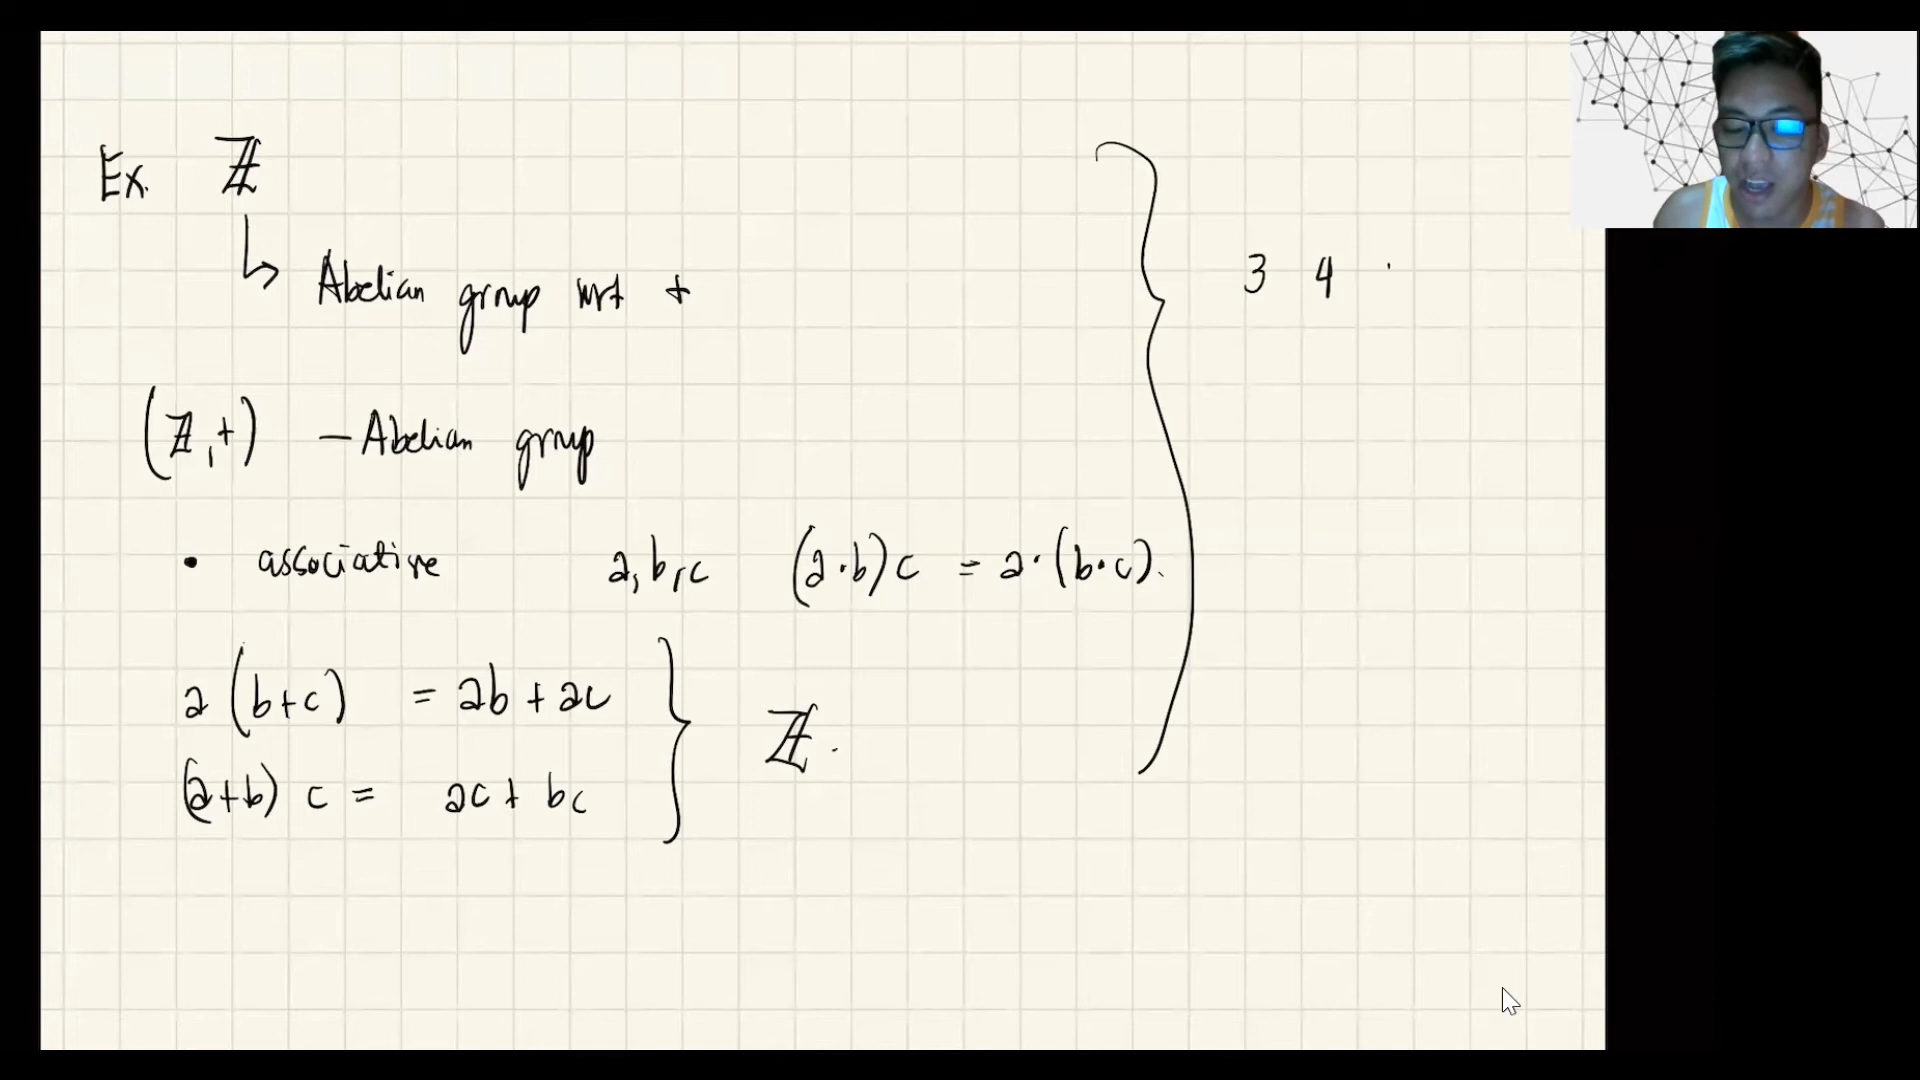 Ex. ℤ
Abelian group wrt +
3 4
(ℤ,+) – Abelian group
• associative a,b,c (a·b)c = a·(b·c).
a(b+c) = ab + ac
ℤ.
(a+b)c = ac + bc